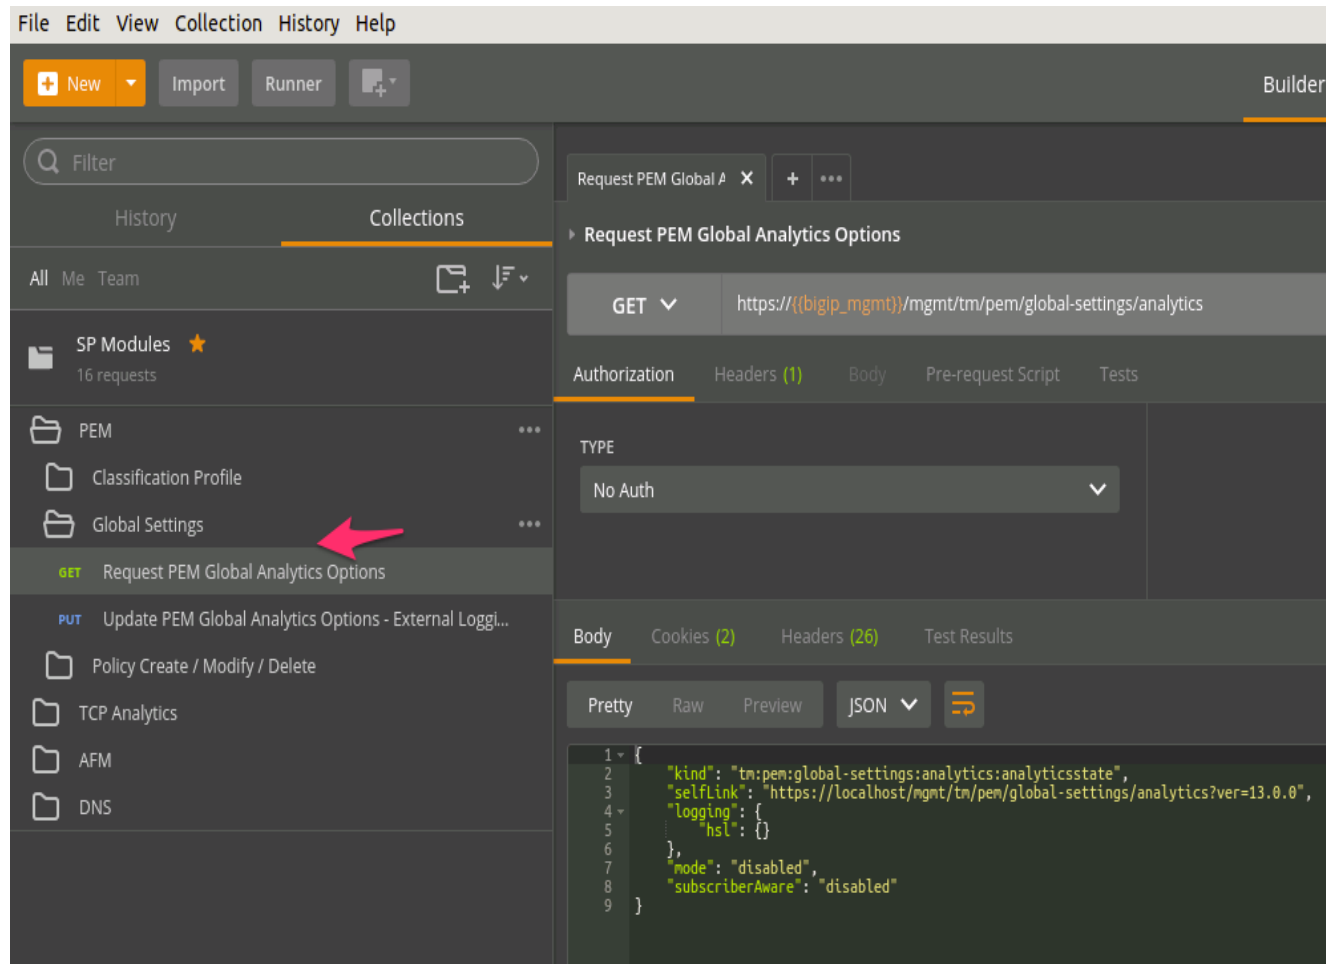 File Edit View Collection History Help
New Import Runner Builder
Filter
History Collections
All Me Team
SP Modules
16 requests
PEM
Classification Profile
Global Settings
GET Request PEM Global Analytics Options
PUT Update PEM Global Analytics Options - External Loggi...
Policy Create / Modify / Delete
TCP Analytics
AFM
DNS
Request PEM Global A
Request PEM Global Analytics Options
GET https://{{bigip_mgmt}}/mgmt/tm/pem/global-settings/analytics
Authorization Headers (1) Body Pre-request Script Tests
TYPE
No Auth
Body Cookies (2) Headers (26) Test Results
Pretty Raw Preview JSON
1 {
2 "kind": "tm:pem:global-settings:analytics:analyticsstate",
3 "selfLink": "https://localhost/mgmt/tm/pem/global-settings/analytics?ver=13.0.0",
4 "logging": {
5 "hsl": {}
6 },
7 "mode": "disabled",
8 "subscriberAware": "disabled"
9 }